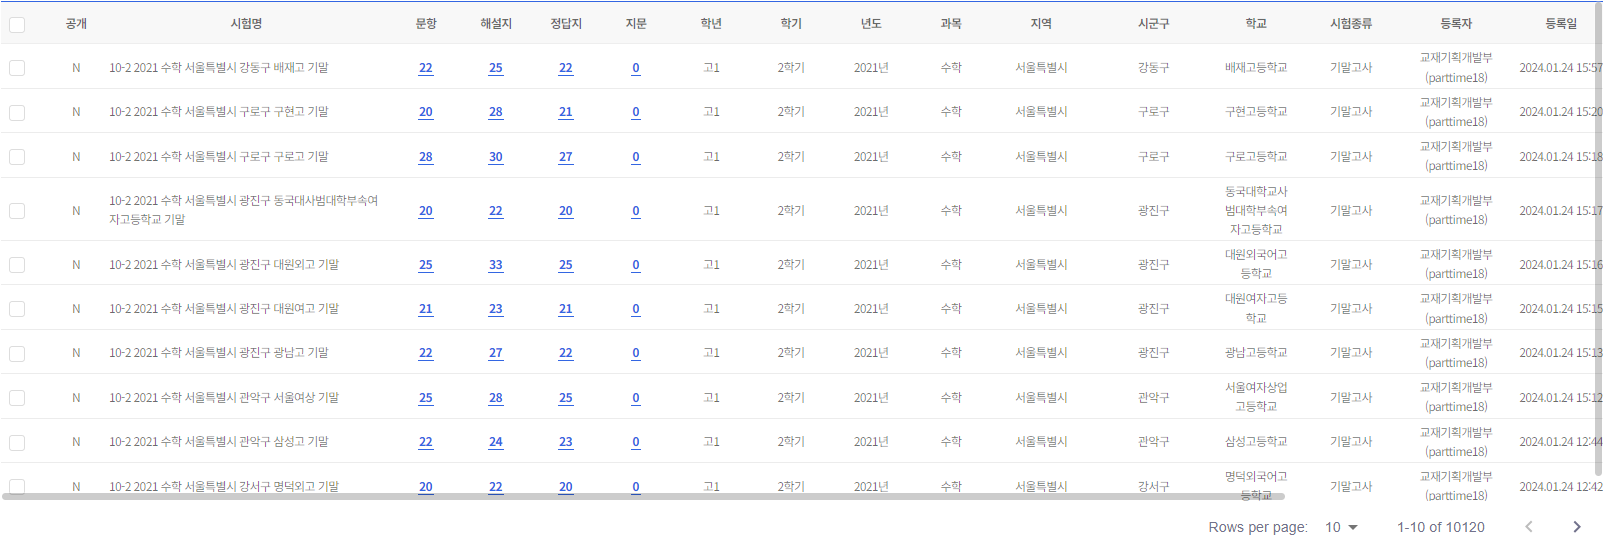 공개 시험명 문항 해설지 정답지 지문 학년 학기 년도 과목 지역 시군구 학교 시험종류 등록자 등록일
N 10-2 2021 수학 서울특별시 강동구 배재고 기말 22 25 22 0 고1 2학기 2021년 수학 서울특별시 강동구 배재고등학교 기말고사 교재기획개발부 2024.01.24 15:57
(parttime18)
N 10-2 2021 수학 서울특별시 구로구 구현고 기말 20 28 21 0 고1 2학기 2021년 수학 서울특별시 구로구 구현고등학교 기말고사 교재기획개발부 2024.01.24 15:20
(parttime18)
N 10-2 2021 수학 서울특별시 구로구 구로고 기말 28 30 27 0 고1 2학기 2021년 수학 서울특별시 구로구 구로고등학교 기말고사 교재기획개발부 2024.01.24 15:18
(parttime18)
N 10-2 2021 수학 서울특별시 광진구 동국대사범대학부속여 20 22 20 0 고1 2학기 2021년 수학 서울특별시 광진구 동국대학교사 기말고사 교재기획개발부 2024.01.24 15:17
자고등학교 기말 범대학부속여 (parttime18)
자고등학교
N 10-2 2021 수학 서울특별시 광진구 대원외고 기말 25 33 25 0 고1 2학기 2021년 수학 서울특별시 광진구 대원외국어고 기말고사 교재기획개발부 2024.01.24 15:16
등학교 (parttime18)
N 10-2 2021 수학 서울특별시 광진구 대원여고 기말 21 23 21 0 고1 2학기 2021년 수학 서울특별시 광진구 대원여자고등 기말고사 교재기획개발부 2024.01.24 15:15
학교 (parttime18)
N 10-2 2021 수학 서울특별시 광진구 광남고 기말 22 27 22 0 고1 2학기 2021년 수학 서울특별시 광진구 광남고등학교 기말고사 교재기획개발부 2024.01.24 15:13
(parttime18)
N 10-2 2021 수학 서울특별시 관악구 서울여상 기말 25 28 25 0 고1 2학기 2021년 수학 서울특별시 관악구 서울여자상업 기말고사 교재기획개발부 2024.01.24 15:12
고등학교 (parttime18)
N 10-2 2021 수학 서울특별시 관악구 삼성고 기말 22 24 23 0 고1 2학기 2021년 수학 서울특별시 관악구 삼성고등학교 기말고사 교재기획개발부 2024.01.24 12:44
(parttime18)
N 10-2 2021 수학 서울특별시 강서구 명덕외고 기말 20 22 20 0 고1 2학기 2021년 수학 서울특별시 강서구 명덕외국어고 기말고사 교재기획개발부 2024.01.24 12:42
등학교 (parttime18)
Rows per page: 10 1-10 of 10120